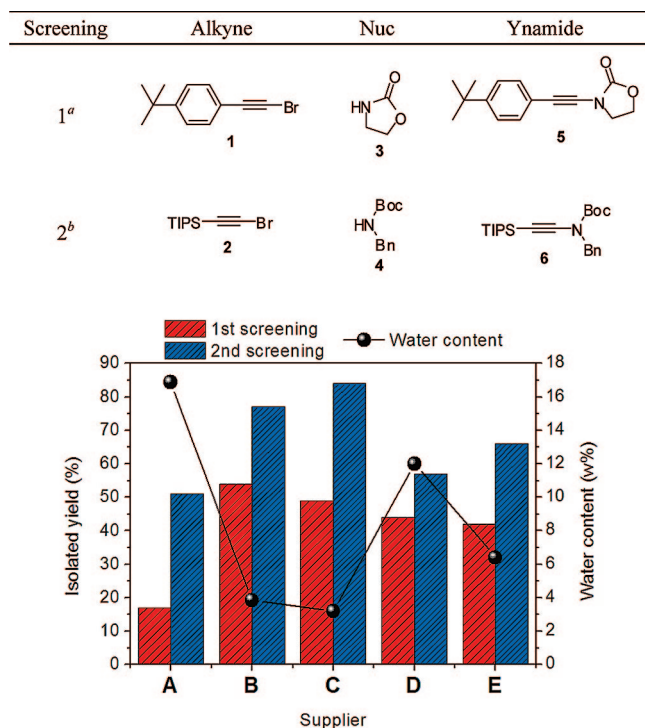 Screening Alkyne Nuc Ynamide
1a
Br
1
O
HN O
3
O
N O
5
2b
TIPS Br
2
Boc
HN
Bn
4
Boc
TIPS N
Bn
6
1st screening
2nd screening
Water content
90
80
70
60
50
40
30
20
10
0
Isolated yield (%)
18
16
14
12
10
8
6
4
2
0
Water content (w%)
A B C D E
Supplier